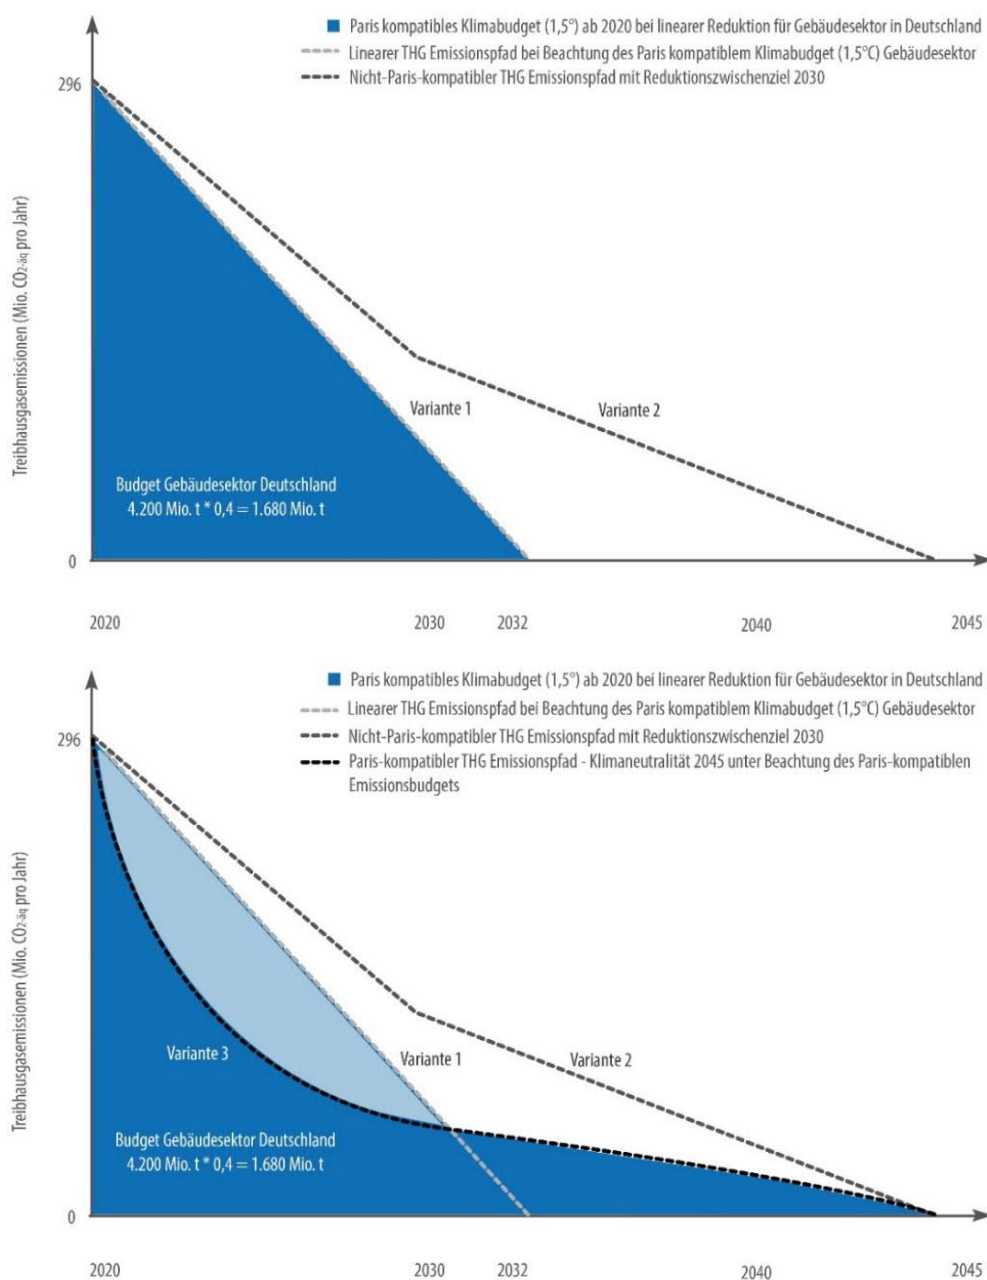 Paris kompatibles Klimabudget (1,5°) ab 2020 bei linearer Reduktion für Gebäudesektor in Deutschland
Linearer THG Emissionspfad bei Beachtung des Paris kompatiblem Klimabudget (1,5°C) Gebäudesektor
Nicht-Paris-kompatibler THG Emissionspfad mit Reduktionszwischenziel 2030
Treibhausgasemissionen (Mio. CO2-äq pro Jahr)
296
Variante 1
Variante 2
Budget Gebäudesektor Deutschland
4.200 Mio. t * 0,4 = 1.680 Mio. t
0
2020 2030 2032 2040 2045
Paris kompatibles Klimabudget (1,5°) ab 2020 bei linearer Reduktion für Gebäudesektor in Deutschland
Linearer THG Emissionspfad bei Beachtung des Paris kompatiblem Klimabudget (1,5°C) Gebäudesektor
Nicht-Paris-kompatibler THG Emissionspfad mit Reduktionszwischenziel 2030
Paris-kompatibler THG Emissionspfad - Klimaneutralität 2045 unter Beachtung des Paris-kompatiblen
Emissionsbudgets
Treibhausgasemissionen (Mio. CO2-äq pro Jahr)
296
Variante 3
Variante 1
Variante 2
Budget Gebäudesektor Deutschland
4.200 Mio. t * 0,4 = 1.680 Mio. t
0
2020 2030 2032 2040 2045